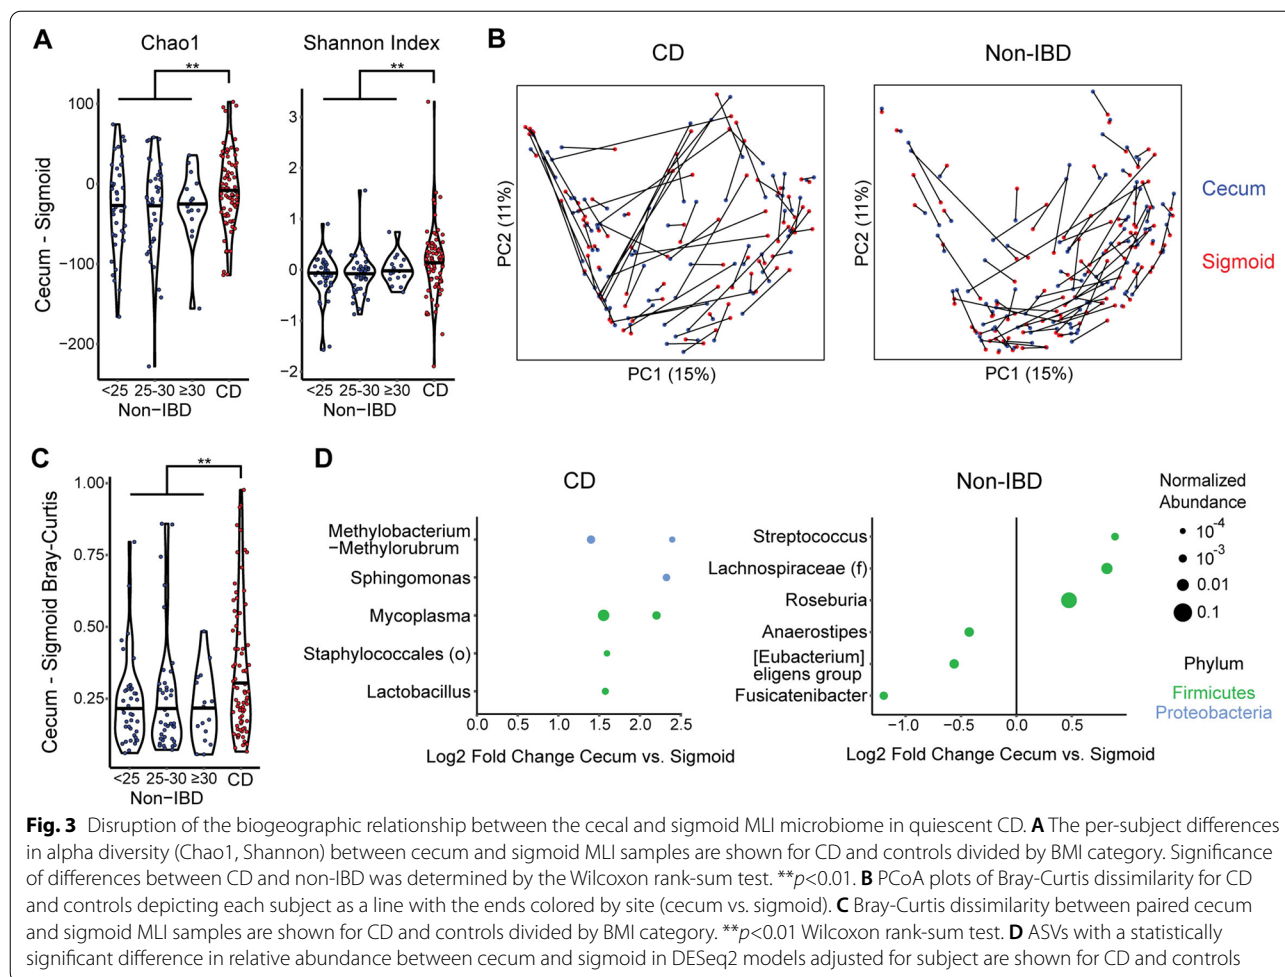 A
Chao1
Shannon Index
**
**
Cecum - Sigmoid
100
0
−100
−200
3
2
1
0
−1
−2
<25 25-30 ≥30 CD
Non−IBD
<25 25-30 ≥30 CD
Non−IBD
B
CD
Non-IBD
PC2 (11%)
PC1 (15%)
PC2 (11%)
PC1 (15%)
Cecum
Sigmoid
C
**
Cecum - Sigmoid Bray-Curtis
1.00
0.75
0.50
0.25
<25 25-30 ≥30 CD
Non−IBD
D
CD
Methylobacterium
−Methylorubrum
Sphingomonas
Mycoplasma
Staphylococcales (o)
Lactobacillus
0.0 0.5 1.0 1.5 2.0 2.5
Log2 Fold Change Cecum vs. Sigmoid
Non-IBD
Streptococcus
Lachnospiraceae (f)
Roseburia
Anaerostipes
[Eubacterium]
eligens group
Fusicatenibacter
−1.0 −0.5 0.0 0.5
Log2 Fold Change Cecum vs. Sigmoid
Normalized
Abundance
10⁻⁴
10⁻³
0.01
0.1
Phylum
Firmicutes
Proteobacteria
Fig. 3 Disruption of the biogeographic relationship between the cecal and sigmoid MLI microbiome in quiescent CD. A The per-subject differences
in alpha diversity (Chao1, Shannon) between cecum and sigmoid MLI samples are shown for CD and controls divided by BMI category. Significance
of differences between CD and non-IBD was determined by the Wilcoxon rank-sum test. **p<0.01. B PCoA plots of Bray-Curtis dissimilarity for CD
and controls depicting each subject as a line with the ends colored by site (cecum vs. sigmoid). C Bray-Curtis dissimilarity between paired cecum
and sigmoid MLI samples are shown for CD and controls divided by BMI category. **p<0.01 Wilcoxon rank-sum test. D ASVs with a statistically
significant difference in relative abundance between cecum and sigmoid in DESeq2 models adjusted for subject are shown for CD and controls